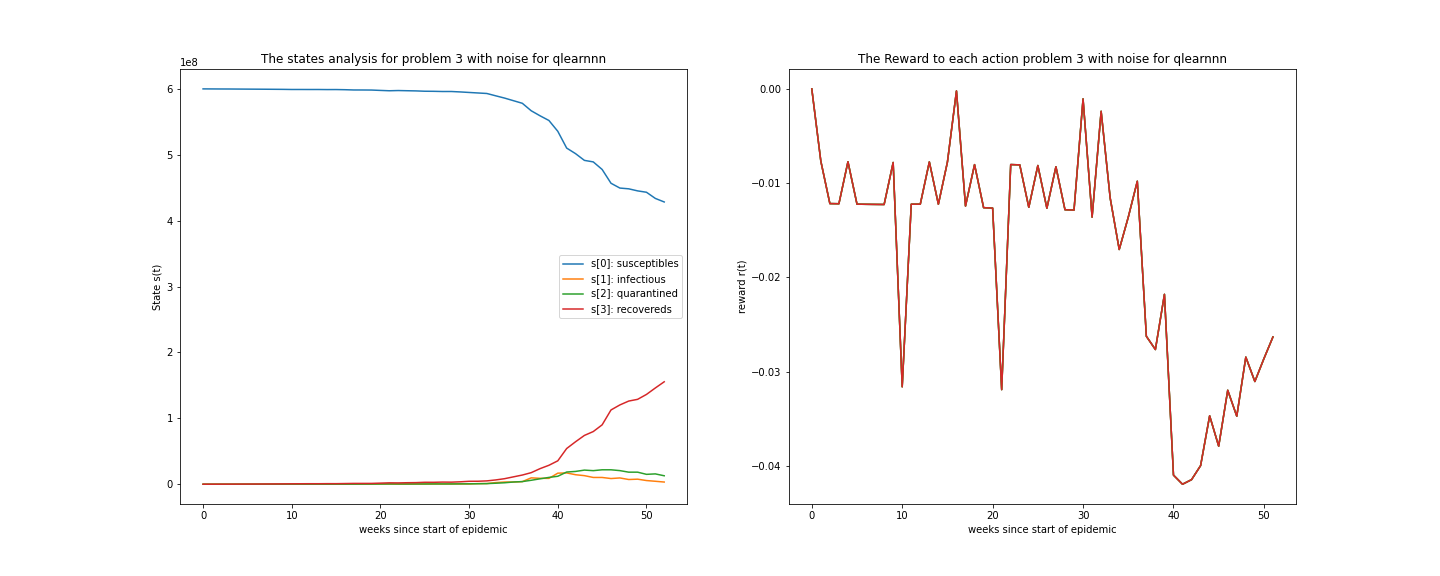 The states analysis for problem 3 with noise for qlearnnn
1e8
6
5
4
3
2
1
0
State s(t)
s[0]: susceptibles
s[1]: infectious
s[2]: quarantined
s[3]: recovereds
0 10 20 30 40 50
weeks since start of epidemic
The Reward to each action problem 3 with noise for qlearnnn
0.00
−0.01
−0.02
−0.03
−0.04
reward r(t)
0 10 20 30 40 50
weeks since start of epidemic